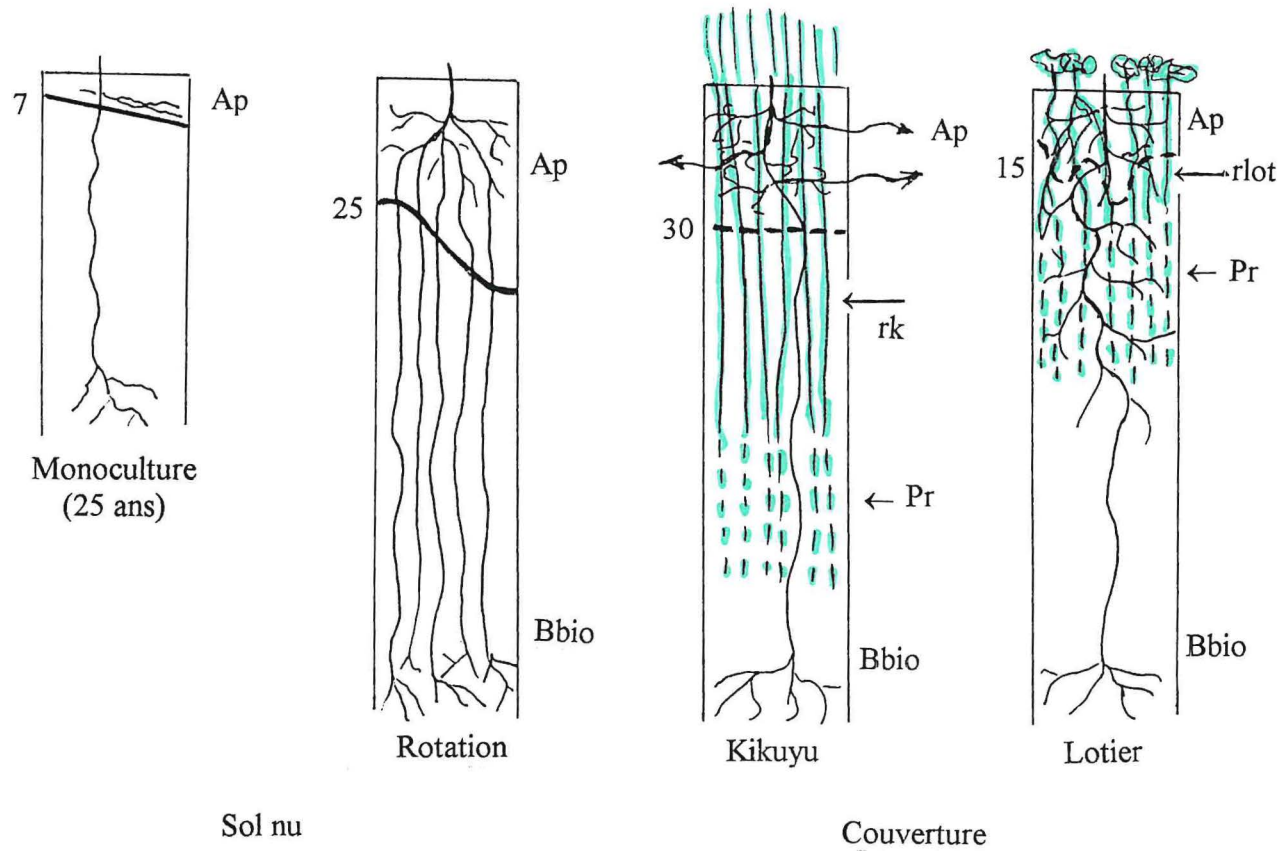 7
Ap
Monoculture
(25 ans)
25
Ap
Bbio
Rotation
30
Ap
← rk
← Pr
Bbio
Kikuyu
15
Ap
← rlot
← Pr
Bbio
Lotier
Sol nu
Couverture